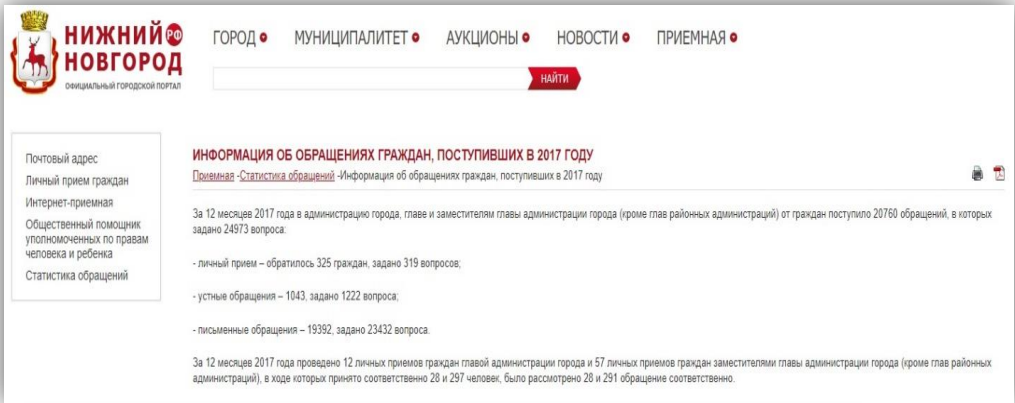 НИЖНИЙ РФ
НОВГОРОД
ОФИЦИАЛЬНЫЙ ГОРОДСКОЙ ПОРТАЛ
ГОРОД МУНИЦИПАЛИТЕТ АУКЦИОНЫ НОВОСТИ ПРИЕМНАЯ
НАЙТИ
Почтовый адрес
Личный прием граждан
Интернет-приемная
Общественный помощник
уполномоченных по правам
человека и ребенка
Статистика обращений
ИНФОРМАЦИЯ ОБ ОБРАЩЕНИЯХ ГРАЖДАН, ПОСТУПИВШИХ В 2017 ГОДУ
Приемная -Статистика обращений -Информация об обращениях граждан, поступивших в 2017 году
За 12 месяцев 2017 года в администрацию города, главе и заместителям главы администрации города (кроме глав районных администраций) от граждан поступило 20760 обращений, в которых
задано 24973 вопроса:
- личный прием – обратилось 325 граждан, задано 319 вопросов;
- устные обращения – 1043, задано 1222 вопроса;
- письменные обращения – 19392, задано 23432 вопроса.
За 12 месяцев 2017 года проведено 12 личных приемов граждан главой администрации города и 57 личных приемов граждан заместителями главы администрации города (кроме глав районных
администраций), в ходе которых принято соответственно 28 и 297 человек, было рассмотрено 28 и 291 обращение соответственно.